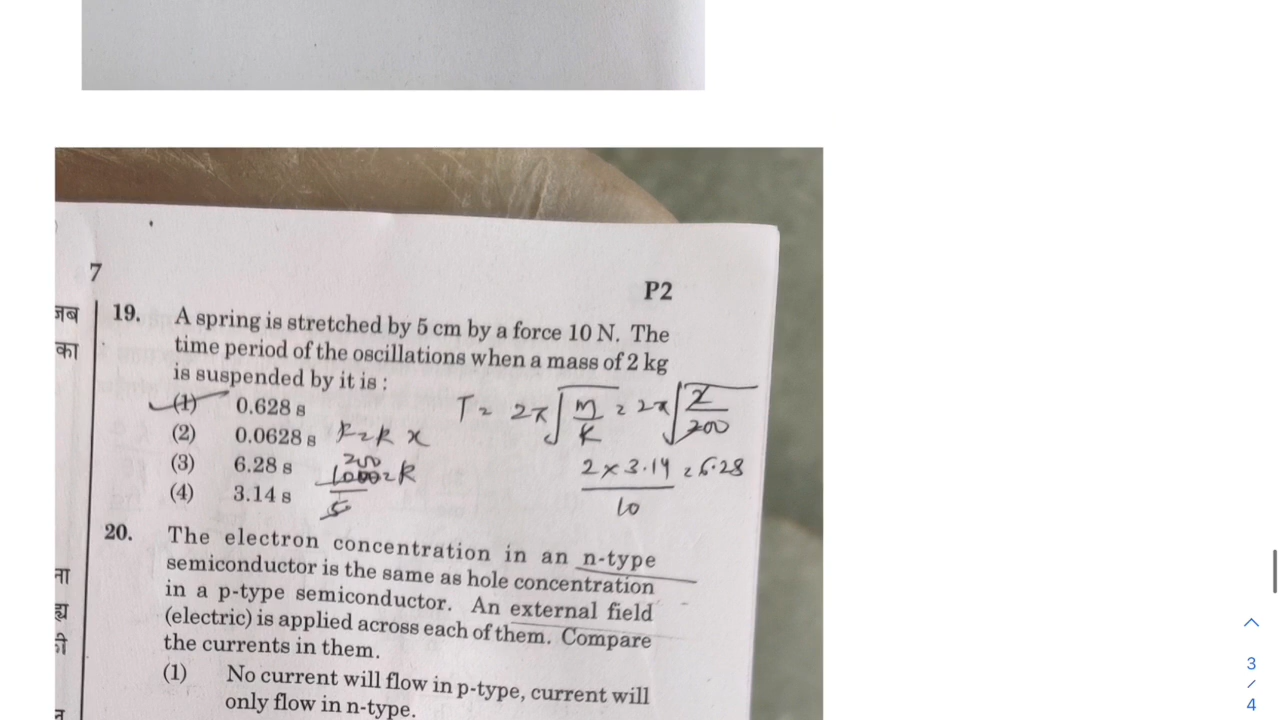 7
P2
जब
का
19. A spring is stretched by 5 cm by a force 10 N. The
time period of the oscillations when a mass of 2 kg
is suspended by it is :
(1) 0.628 s
(2) 0.0628 s
(3) 6.28 s
(4) 3.14 s
T = 2π√m/K = 2π√2/200
F = k x
200
1000 = k
5
2 × 3.14 = 6.28
10
20. The electron concentration in an n-type
semiconductor is the same as hole concentration
in a p-type semiconductor. An external field
(electric) is applied across each of them. Compare
the currents in them.
(1) No current will flow in p-type, current will
only flow in n-type.
ना
ह्य
की
3
/
4